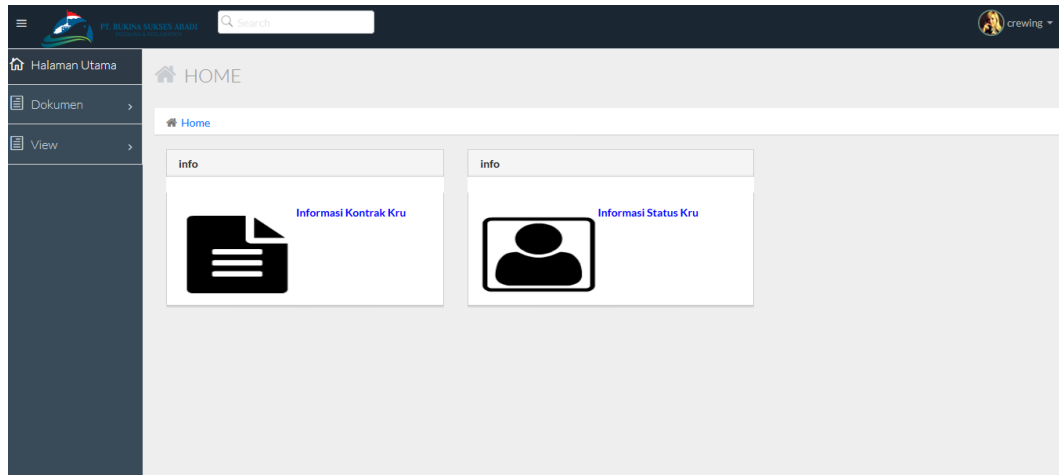 PT. RUKINA SUKSES ABADI
Search
crewing
Halaman Utama
Dokumen
View
HOME
Home
info
Informasi Kontrak Kru
info
Informasi Status Kru